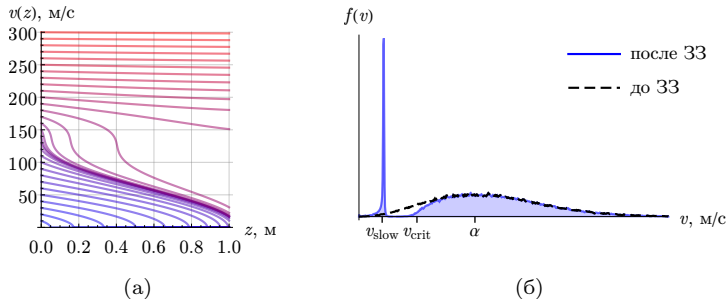 v(z), м/с
300
250
200
150
100
50
0.0 0.2 0.4 0.6 0.8 1.0
z, м
(а)
f(v)
после ЗЗ
до ЗЗ
v, м/с
v_slow v_crit α
(б)